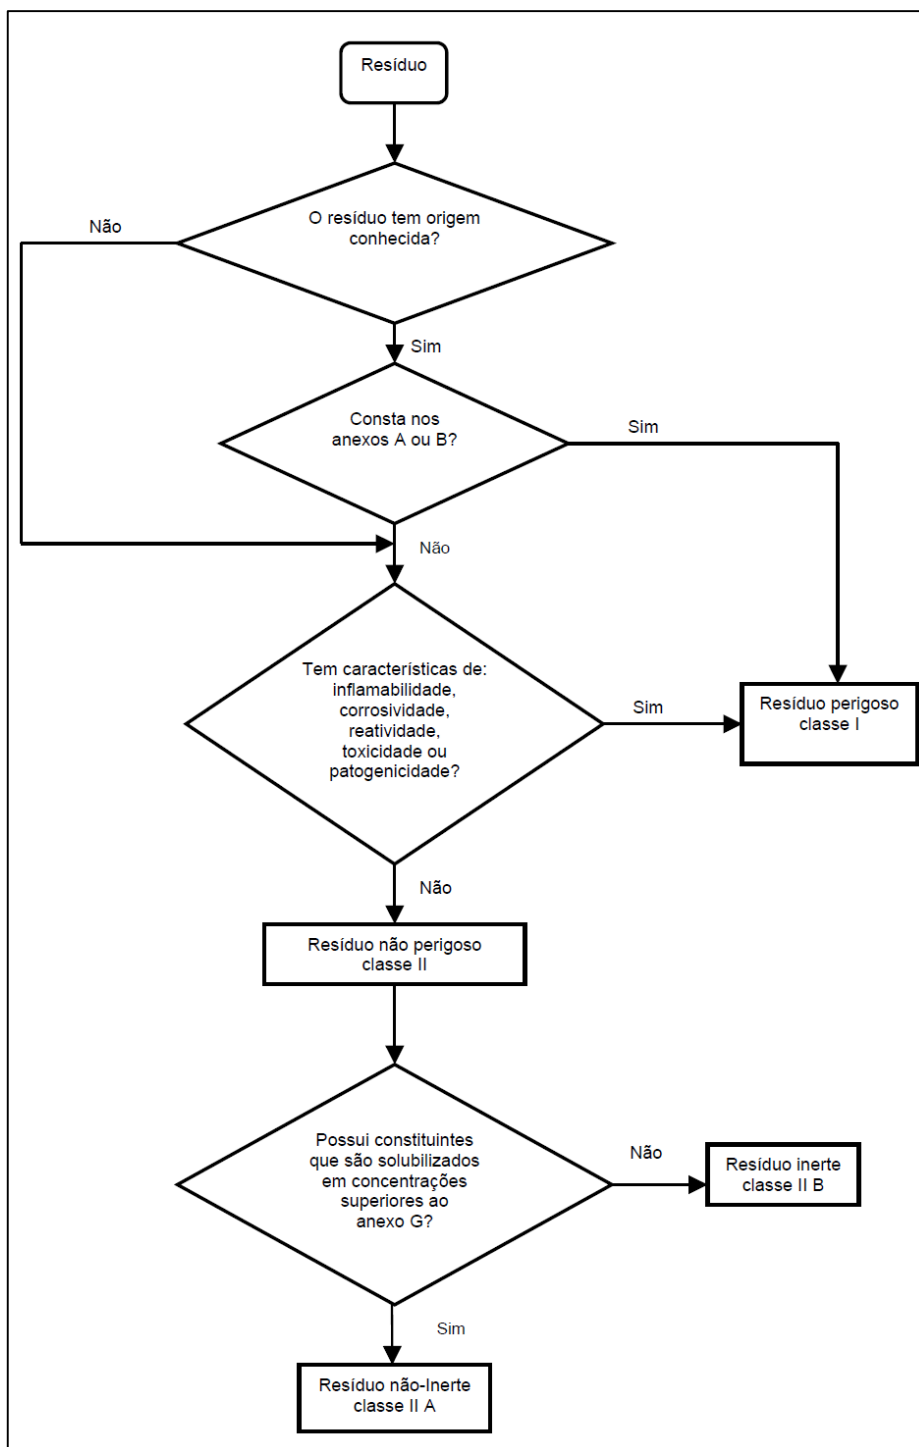 Resíduo
O resíduo tem origem
conhecida?
Não
Sim
Consta nos
anexos A ou B?
Sim
Não
Tem características de:
inflamabilidade,
corrosividade,
reatividade,
toxicidade ou
patogenicidade?
Sim
Resíduo perigoso
classe I
Não
Resíduo não perigoso
classe II
Possui constituintes
que são solubilizados
em concentrações
superiores ao
anexo G?
Não
Resíduo inerte
classe II B
Sim
Resíduo não-Inerte
classe II A